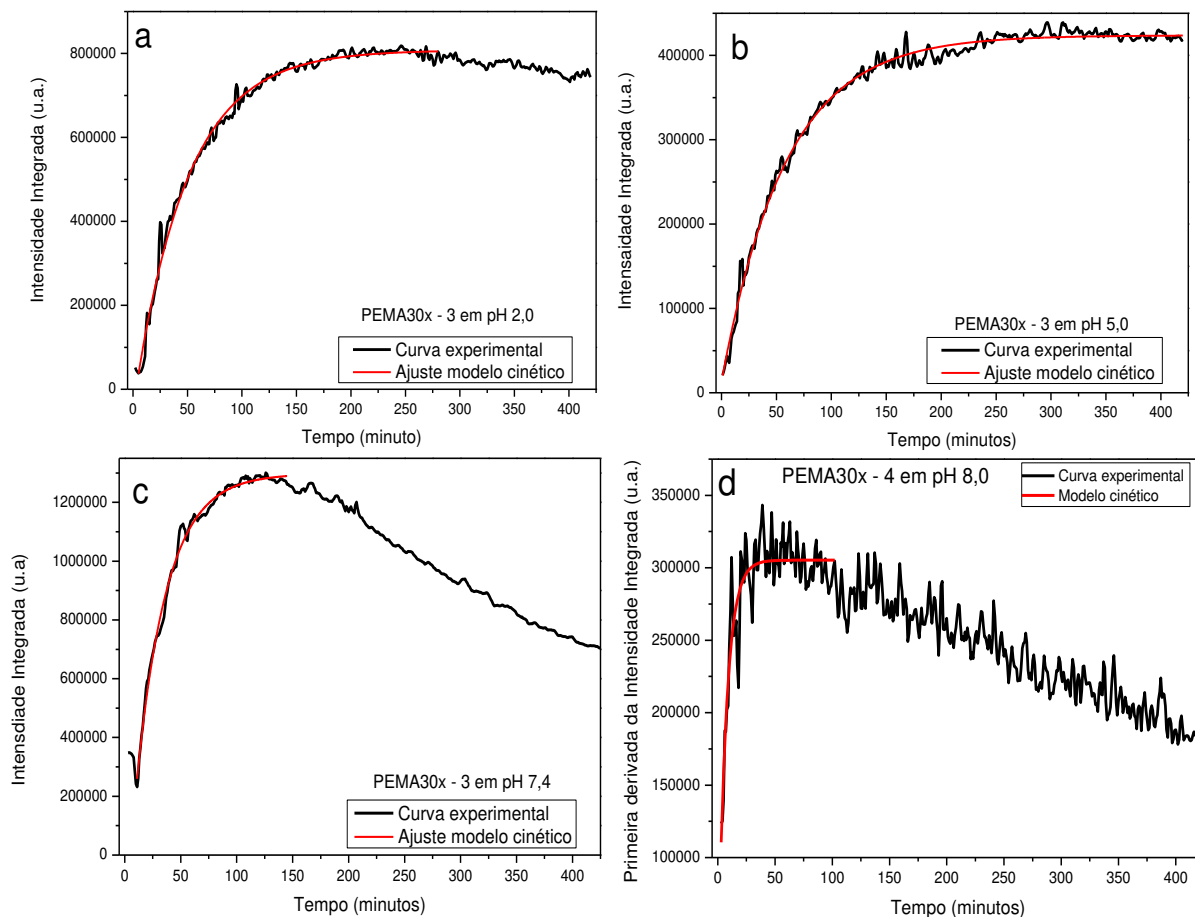 a
Intensidade Integrada (u.a.)
800000
600000
400000
200000
0
PEMA30x - 3 em pH 2,0
Curva experimental
Ajuste modelo cinético
0 50 100 150 200 250 300 350 400
Tempo (minuto)
b
Intensaidade Integrada (u.a.)
400000
300000
200000
100000
0
PEMA30x - 3 em pH 5,0
Curva experimental
Ajuste modelo cinético
0 50 100 150 200 250 300 350 400
Tempo (minutos)
c
Intensdiade Integrada (u.a)
1200000
1000000
800000
600000
400000
200000
0
PEMA30x - 3 em pH 7,4
Curva experimental
Ajuste modelo cinético
0 50 100 150 200 250 300 350 400
Tempo (minutos)
d
PEMA30x - 4 em pH 8,0
Curva experimental
Modelo cinético
Primeira derivada da Intensidade Integrada (u.a.)
350000
300000
250000
200000
150000
100000
0 50 100 150 200 250 300 350 400
Tempo (minutos)